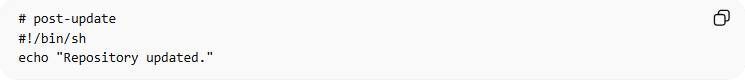 # post-update
#!/bin/sh
echo "Repository updated."